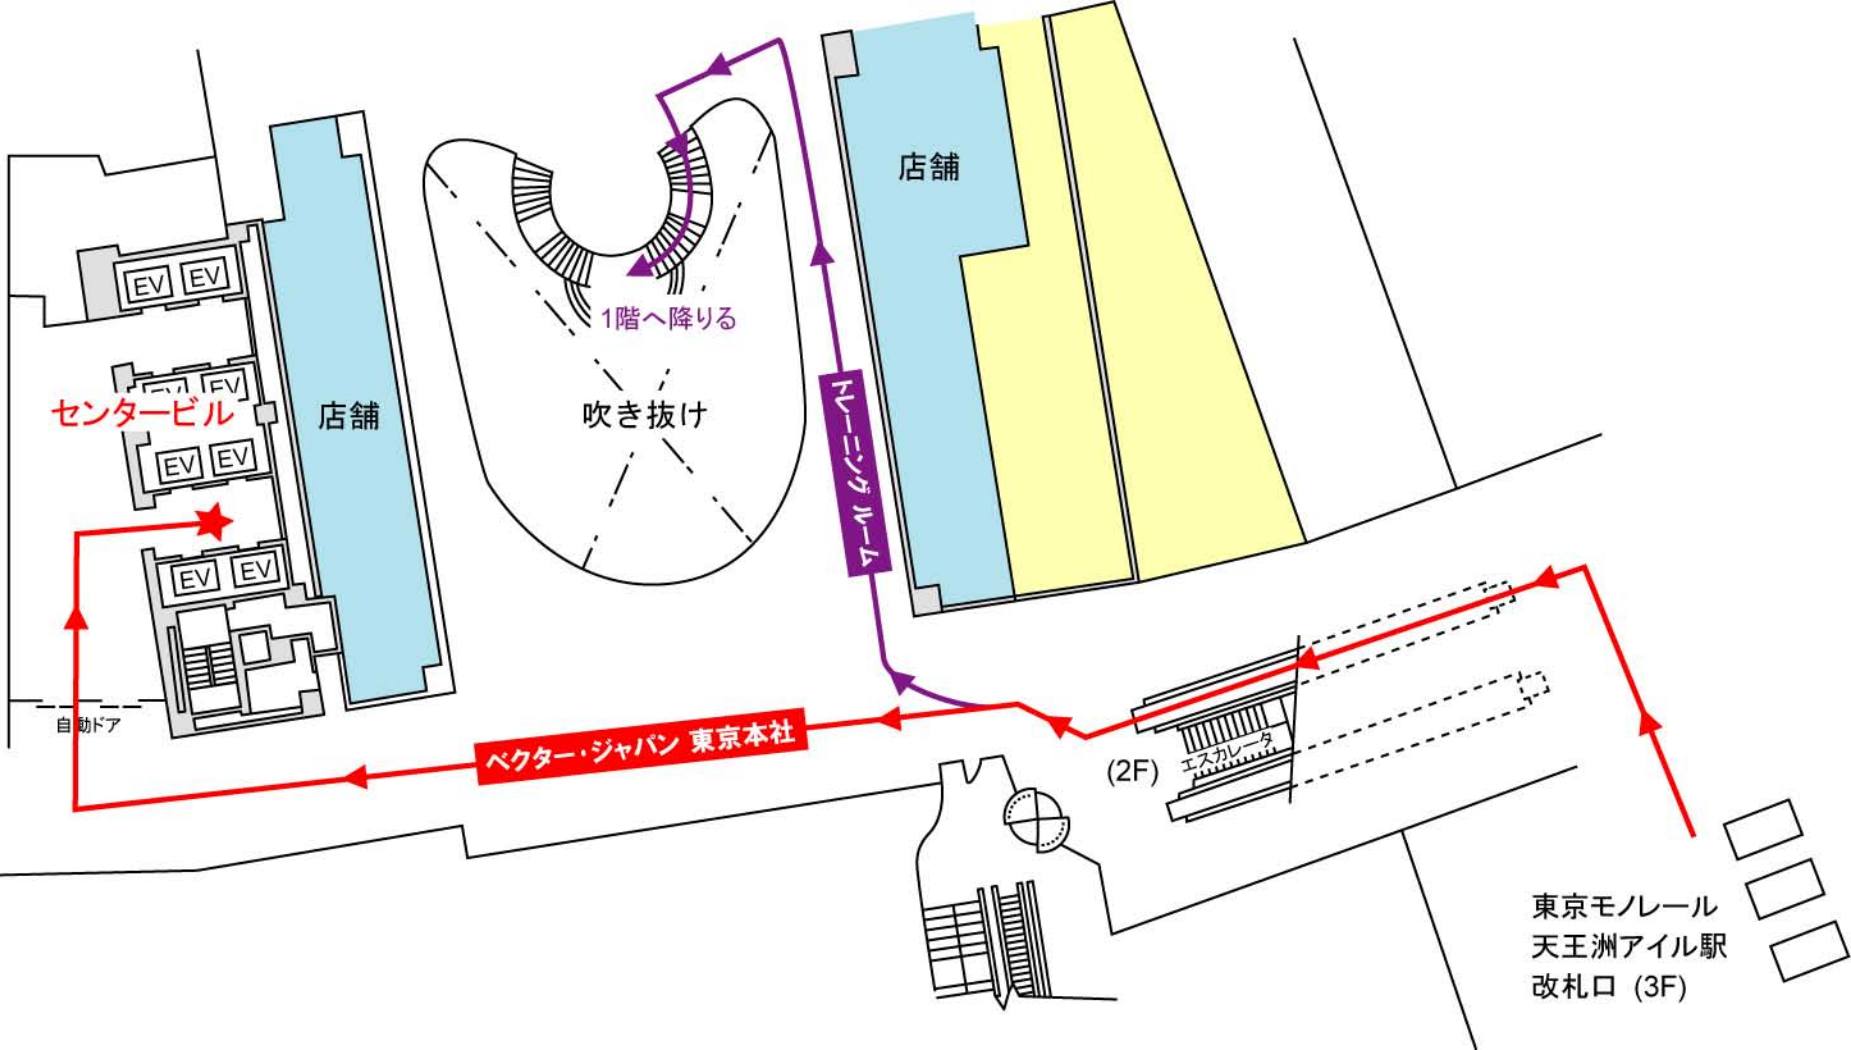 店舗
EV EV
1階へ降りる
EV EV
センタービル
店舗
吹き抜け
トレーニング ルーム
EV EV
EV EV
自動ドア
ベクター・ジャパン 東京本社
(2F)
エスカレータ
東京モノレール
天王洲アイル駅
改札口 (3F)